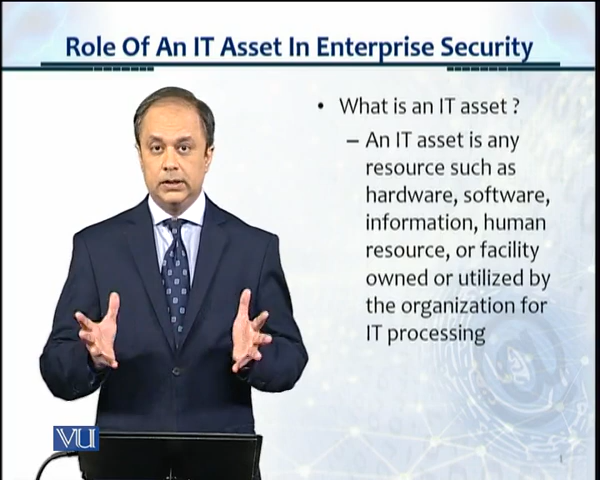 Role Of An IT Asset In Enterprise Security
• What is an IT asset ?
– An IT asset is any
resource such as
hardware, software,
information, human
resource, or facility
owned or utilized by
the organization for
IT processing
VU
1